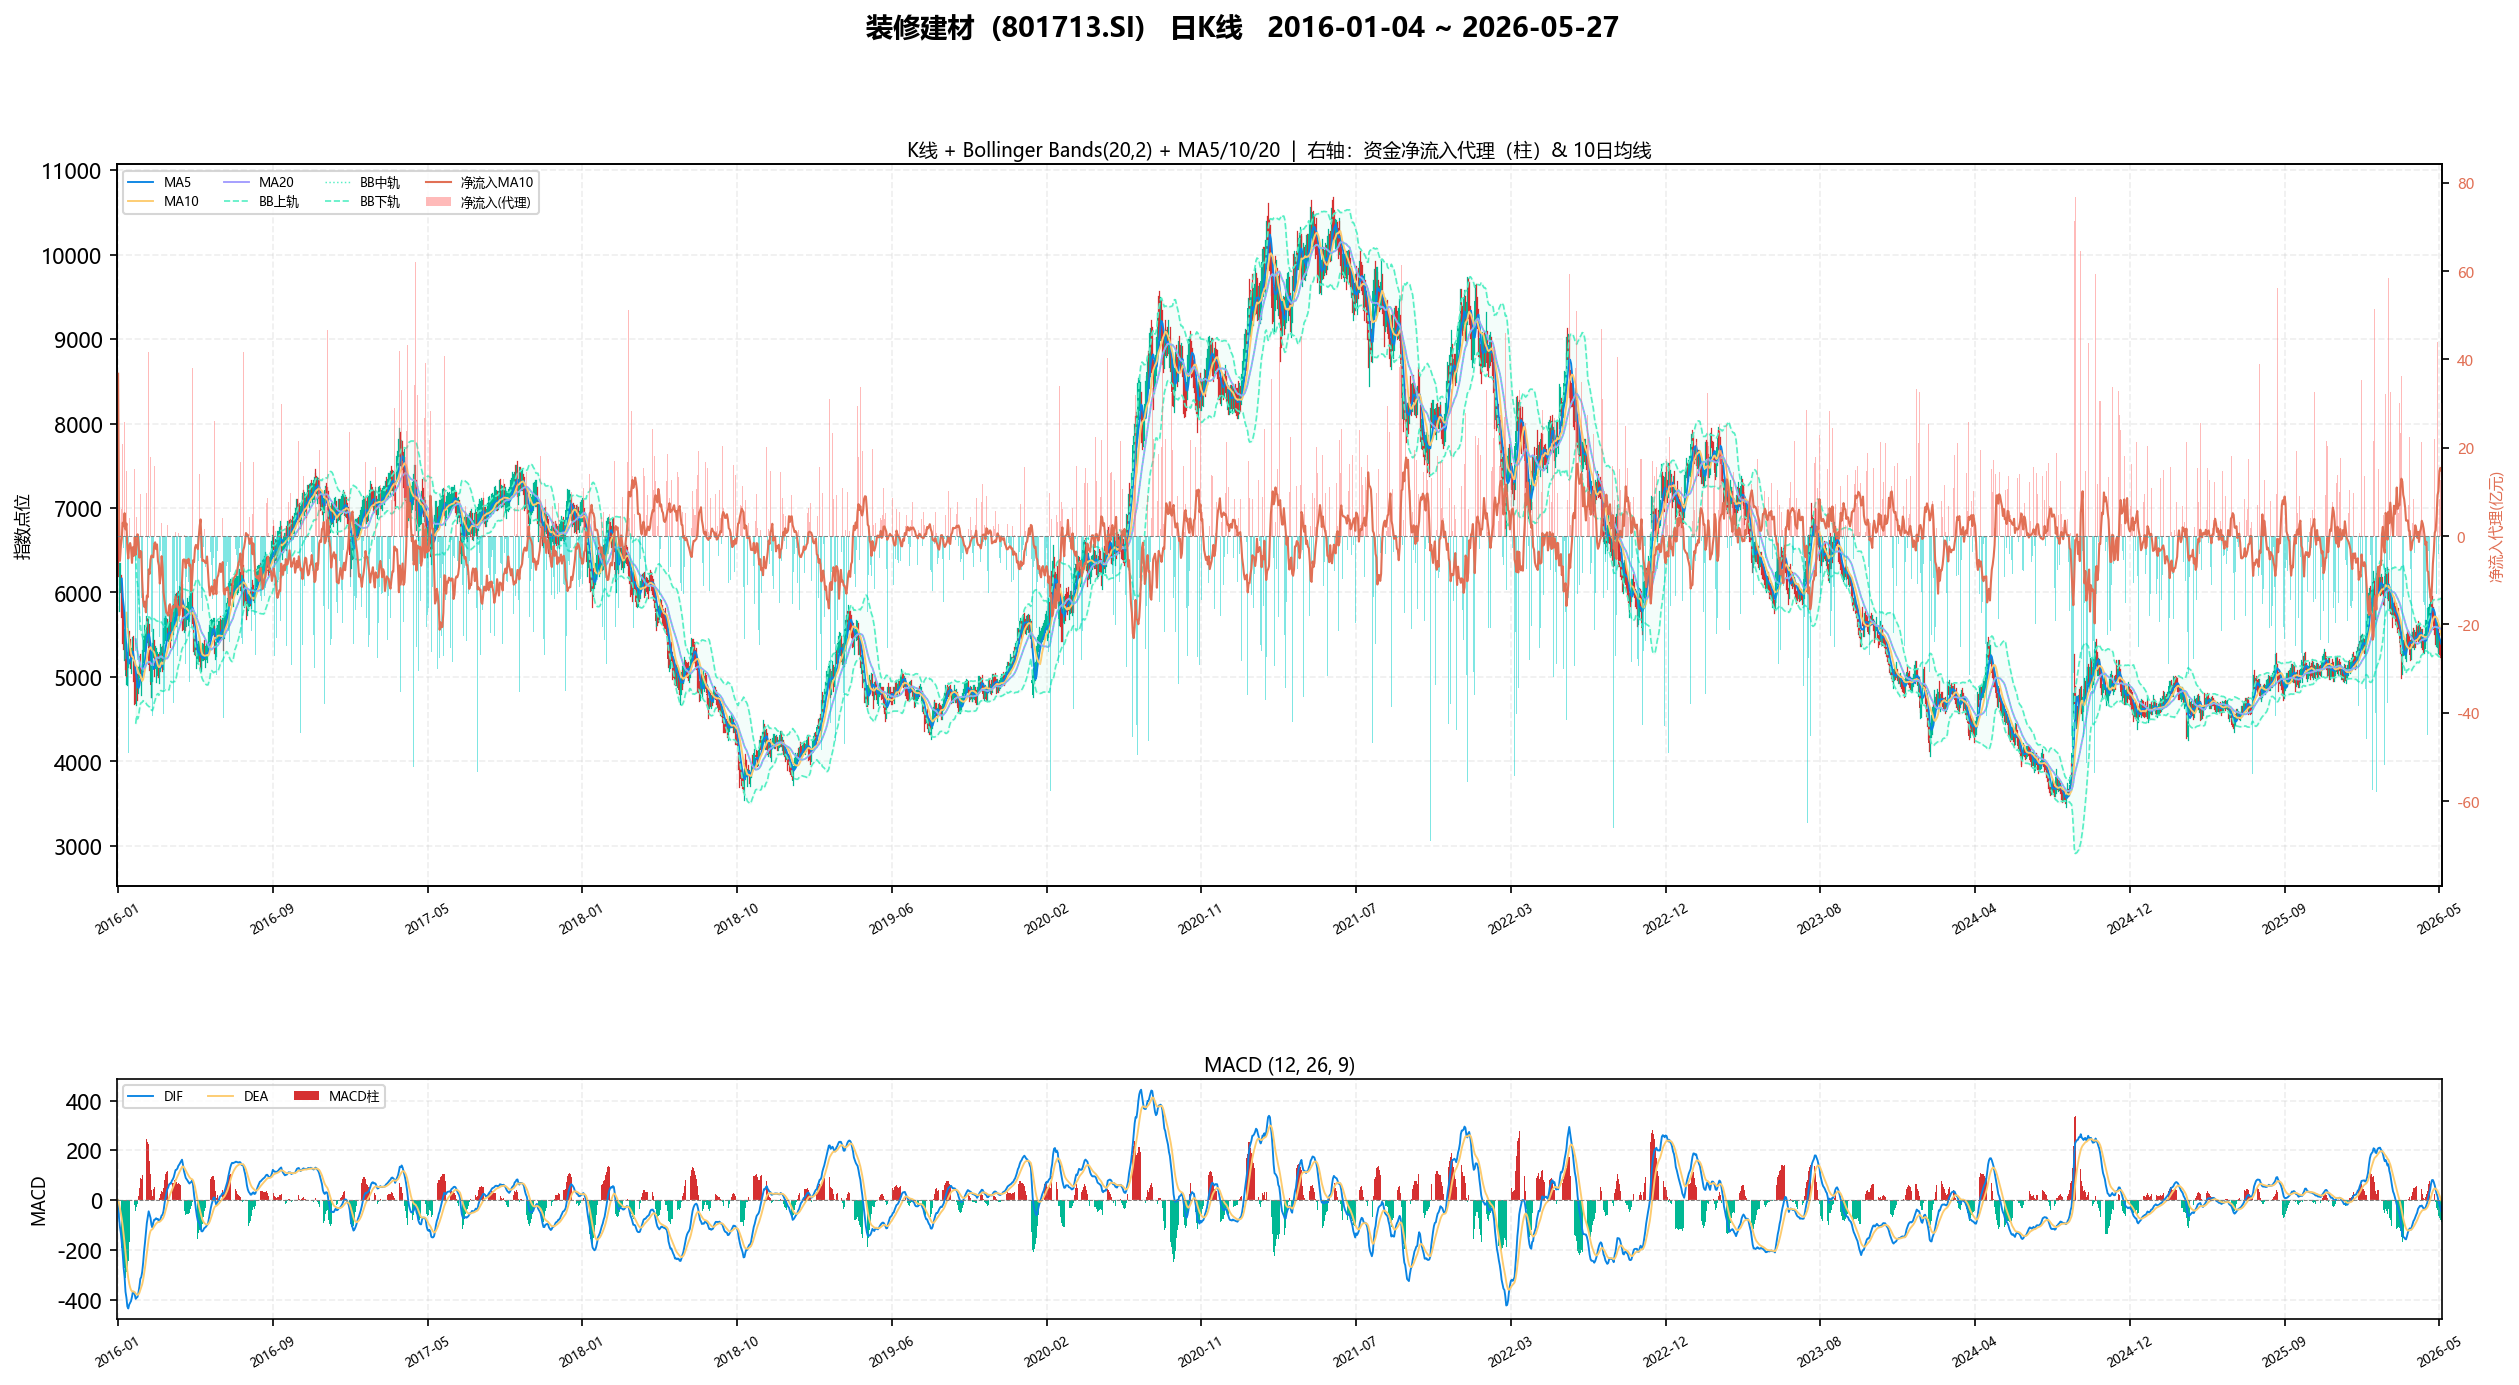 装修建材 (801713.SI) 日K线 2016-01-04 ~ 2026-05-27
K线 + Bollinger Bands(20,2) + MA5/10/20 | 右轴：资金净流入代理（柱）& 10日均线
MA5 MA20 BB中轨 净流入MA10
MA10 BB上轨 BB下轨 净流入(代理)
指数点位
11000
10000
9000
8000
7000
6000
5000
4000
3000
80
60
40
20
0
-20
-40
-60
净流入代理(亿元)
2016-01 2016-09 2017-05 2018-01 2018-10 2019-06 2020-02 2020-11 2021-07 2022-03 2022-12 2023-08 2024-04 2024-12 2025-09 2026-05
MACD (12, 26, 9)
DIF DEA MACD柱
MACD
400
200
0
-200
-400
2016-01 2016-09 2017-05 2018-01 2018-10 2019-06 2020-02 2020-11 2021-07 2022-03 2022-12 2023-08 2024-04 2024-12 2025-09 2026-05